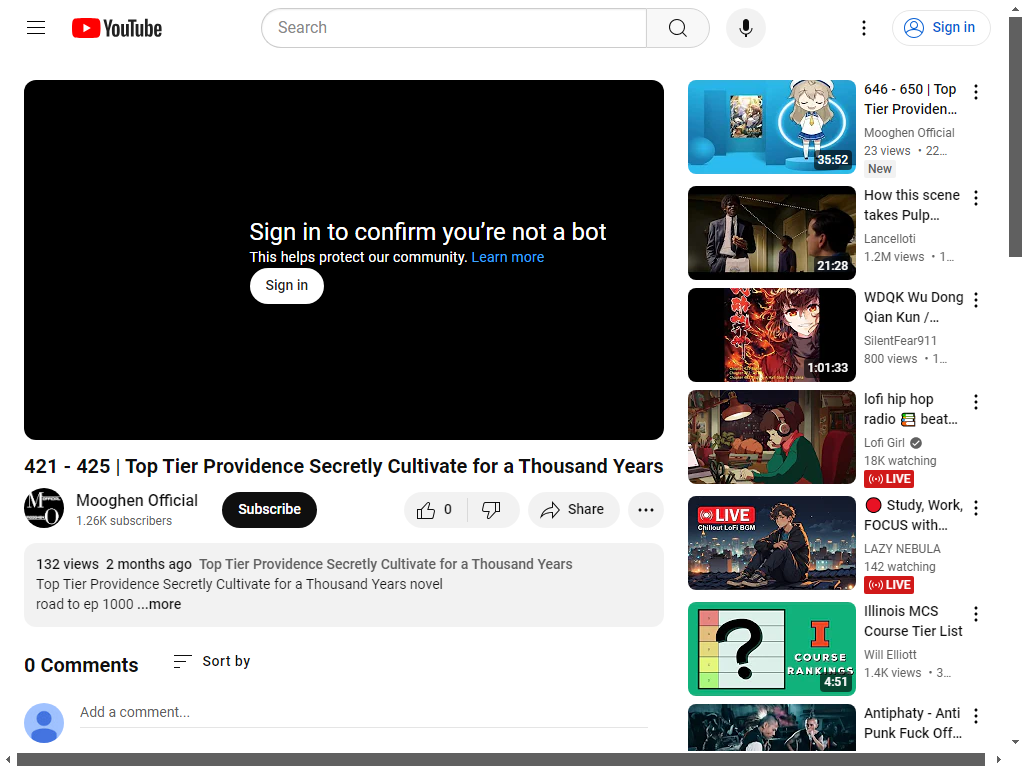 YouTube
Search
Sign in
Sign in to confirm you’re not a bot
This helps protect our community. Learn more
Sign in
421 - 425 | Top Tier Providence Secretly Cultivate for a Thousand Years
Mooghen Official
1.26K subscribers
Subscribe
0
Share
132 views 2 months ago Top Tier Providence Secretly Cultivate for a Thousand Years
Top Tier Providence Secretly Cultivate for a Thousand Years novel
road to ep 1000 ...more
0 Comments
Sort by
Add a comment...
35:52
646 - 650 | Top
Tier Providen...
Mooghen Official
23 views • 22...
New
21:28
How this scene
takes Pulp...
Lancelloti
1.2M views • 1...
1:01:33
WDQK Wu Dong
Qian Kun /...
SilentFear911
800 views • 1...
lofi hip hop
radio 📚 beat...
Lofi Girl
18K watching
LIVE
LIVE
Chillout LoFi BGM
🔴 Study, Work,
FOCUS with...
LAZY NEBULA
142 watching
LIVE
?
I
COURSE
RANKINGS
4:51
Illinois MCS
Course Tier List
Will Elliott
1.4K views • 3...
Antiphaty - Anti
Punk Fuck Off...